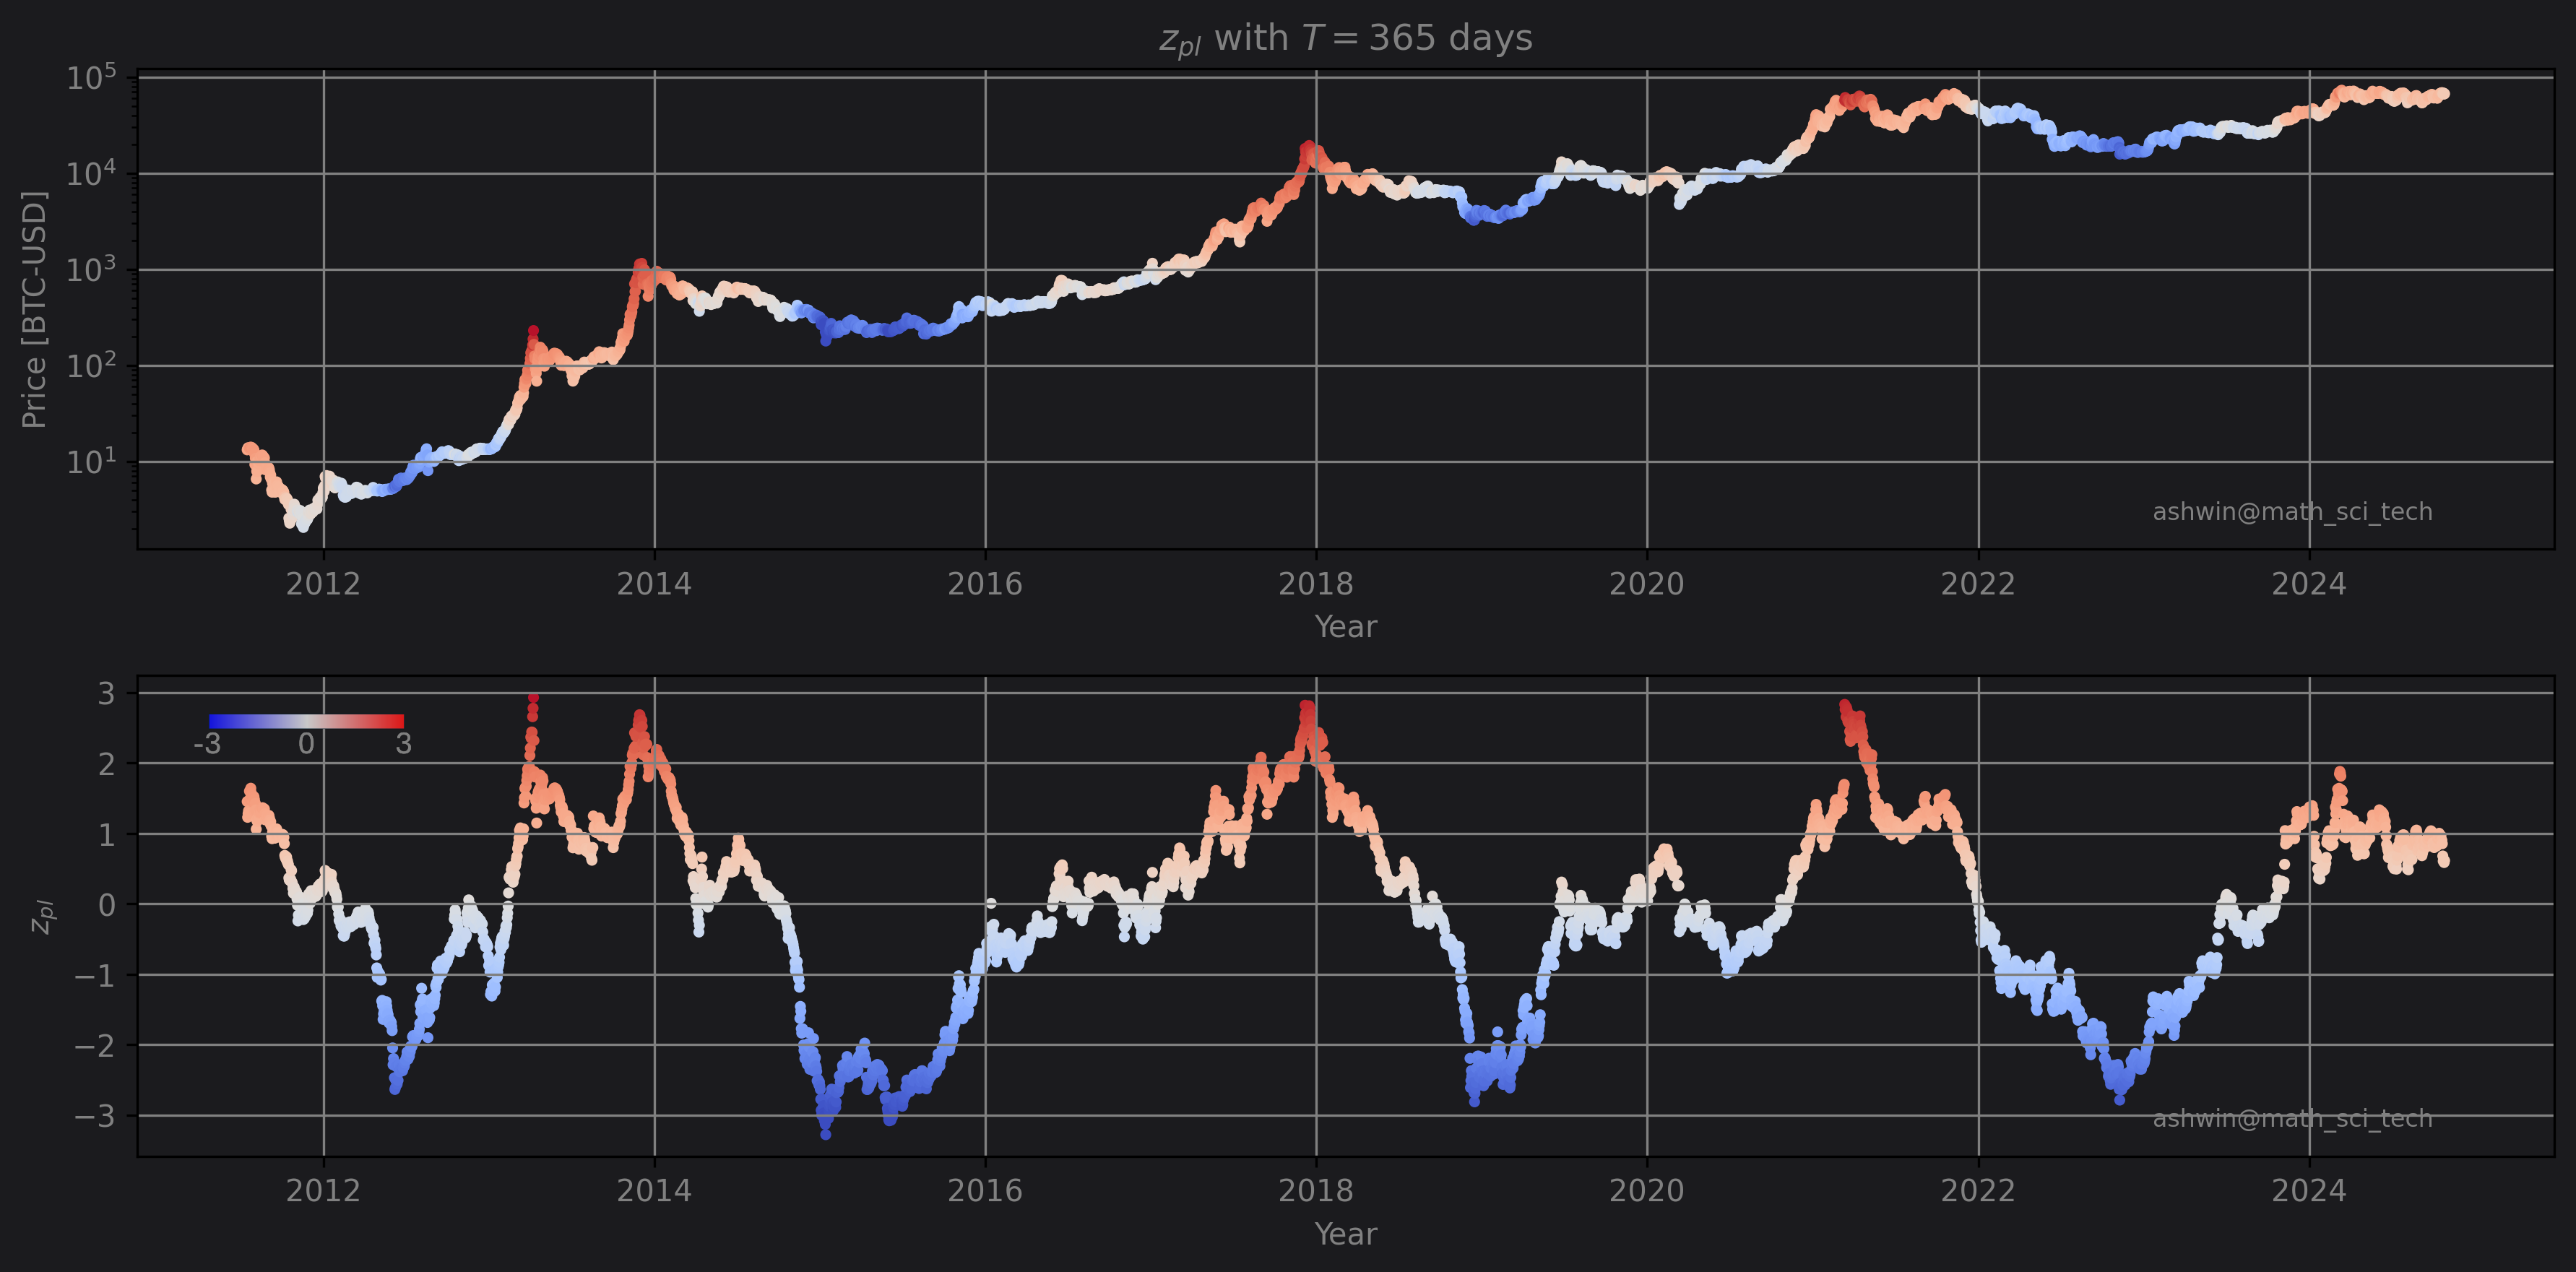 z_pl with T = 365 days
10^5
10^4
10^3
10^2
10^1
Price [BTC-USD]
ashwin@math_sci_tech
2012 2014 2016 2018 2020 2022 2024
Year
3
2
1
0
−1
−2
−3
z_pl
-3 0 3
ashwin@math_sci_tech
2012 2014 2016 2018 2020 2022 2024
Year